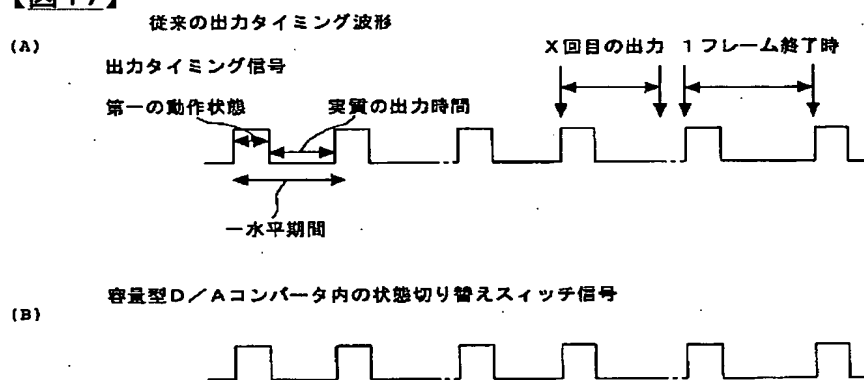 従来の出力タイミング波形
(A)
X回目の出力 1フレーム終了時
出力タイミング信号
第一の動作状態 実質の出力時間
一水平期間
容量型D/Aコンバータ内の状態切り替えスィッチ信号
(B)